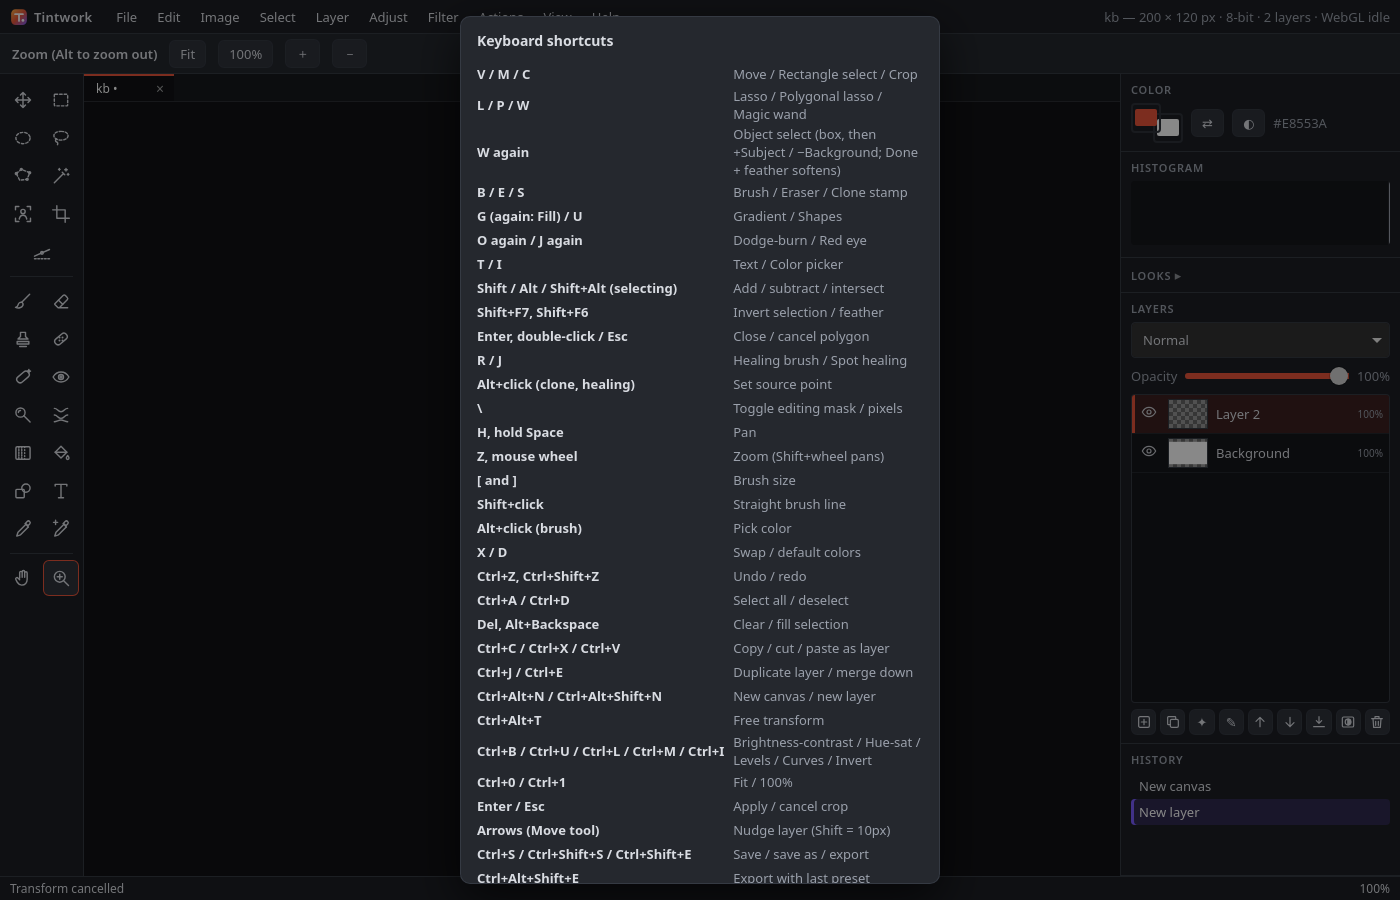 Tintwork File Edit Image Select Layer Adjust Filter Actions View Help kb — 200 × 120 px · 8-bit · 2 layers · WebGL idle
Zoom (Alt to zoom out) Fit 100% + −
kb • ×
Keyboard shortcuts
V / M / C Move / Rectangle select / Crop
L / P / W Lasso / Polygonal lasso /
Magic wand
W again Object select (box, then
+Subject / −Background; Done
+ feather softens)
B / E / S Brush / Eraser / Clone stamp
G (again: Fill) / U Gradient / Shapes
O again / J again Dodge-burn / Red eye
T / I Text / Color picker
Shift / Alt / Shift+Alt (selecting) Add / subtract / intersect
Shift+F7, Shift+F6 Invert selection / feather
Enter, double-click / Esc Close / cancel polygon
R / J Healing brush / Spot healing
Alt+click (clone, healing) Set source point
\ Toggle editing mask / pixels
H, hold Space Pan
Z, mouse wheel Zoom (Shift+wheel pans)
[ and ] Brush size
Shift+click Straight brush line
Alt+click (brush) Pick color
X / D Swap / default colors
Ctrl+Z, Ctrl+Shift+Z Undo / redo
Ctrl+A / Ctrl+D Select all / deselect
Del, Alt+Backspace Clear / fill selection
Ctrl+C / Ctrl+X / Ctrl+V Copy / cut / paste as layer
Ctrl+J / Ctrl+E Duplicate layer / merge down
Ctrl+Alt+N / Ctrl+Alt+Shift+N New canvas / new layer
Ctrl+Alt+T Free transform
Ctrl+B / Ctrl+U / Ctrl+L / Ctrl+M / Ctrl+I Brightness-contrast / Hue-sat /
Levels / Curves / Invert
Ctrl+0 / Ctrl+1 Fit / 100%
Enter / Esc Apply / cancel crop
Arrows (Move tool) Nudge layer (Shift = 10px)
Ctrl+S / Ctrl+Shift+S / Ctrl+Shift+E Save / save as / export
Ctrl+Alt+Shift+E Export with last preset
COLOR
#E8553A
HISTOGRAM
LOOKS ▸
LAYERS
Normal
Opacity 100%
Layer 2 100%
Background 100%
HISTORY
New canvas
New layer
Transform cancelled 100%